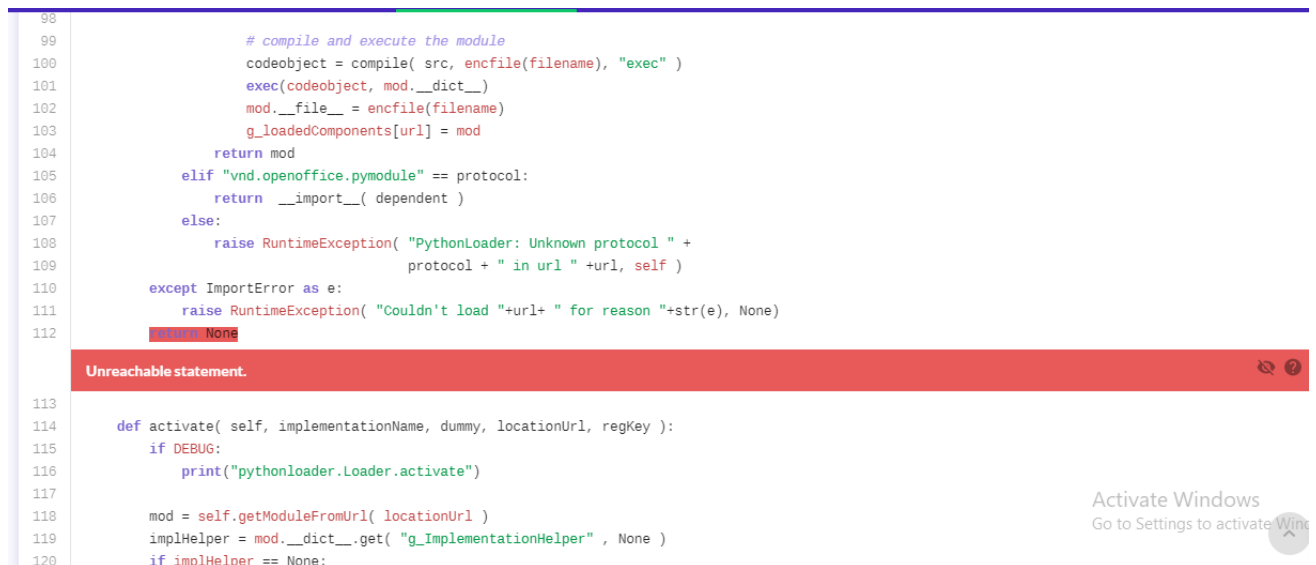 98
99 # compile and execute the module
100 codeobject = compile( src, encfile(filename), "exec" )
101 exec(codeobject, mod.__dict__)
102 mod.__file__ = encfile(filename)
103 g_loadedComponents[url] = mod
104 return mod
105 elif "vnd.openoffice.pymodule" == protocol:
106 return  __import__( dependent )
107 else:
108 raise RuntimeException( "PythonLoader: Unknown protocol " +
109 protocol + " in url " +url, self )
110 except ImportError as e:
111 raise RuntimeException( "Couldn't load "+url+ " for reason "+str(e), None)
112 return None
Unreachable statement.
113
114 def activate( self, implementationName, dummy, locationUrl, regKey ):
115 if DEBUG:
116 print("pythonloader.Loader.activate")
117
118 mod = self.getModuleFromUrl( locationUrl )
119 implHelper = mod.__dict__.get( "g_ImplementationHelper" , None )
120 if implHelper == None:
Activate Windows
Go to Settings to activate